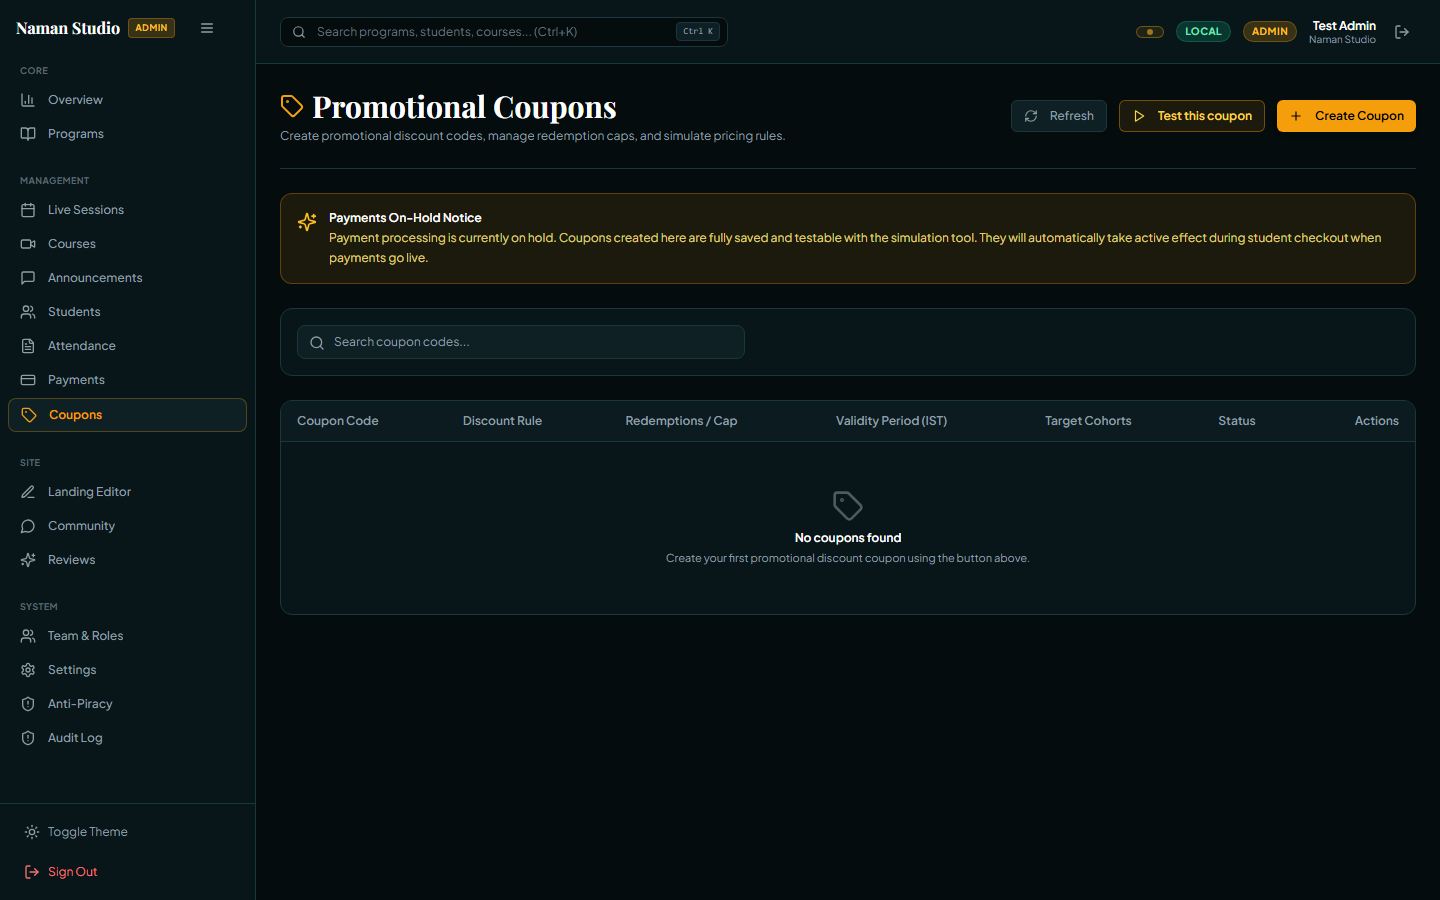 Naman Studio ADMIN
CORE
Overview
Programs
MANAGEMENT
Live Sessions
Courses
Announcements
Students
Attendance
Payments
Coupons
SITE
Landing Editor
Community
Reviews
SYSTEM
Team & Roles
Settings
Anti-Piracy
Audit Log
Toggle Theme
Sign Out
Search programs, students, courses... (Ctrl+K) Ctrl K
LOCAL ADMIN Test Admin
Naman Studio
Promotional Coupons
Create promotional discount codes, manage redemption caps, and simulate pricing rules.
Refresh Test this coupon Create Coupon
Payments On-Hold Notice
Payment processing is currently on hold. Coupons created here are fully saved and testable with the simulation tool. They will automatically take active effect during student checkout when
payments go live.
Search coupon codes...
Coupon Code Discount Rule Redemptions / Cap Validity Period (IST) Target Cohorts Status Actions
No coupons found
Create your first promotional discount coupon using the button above.